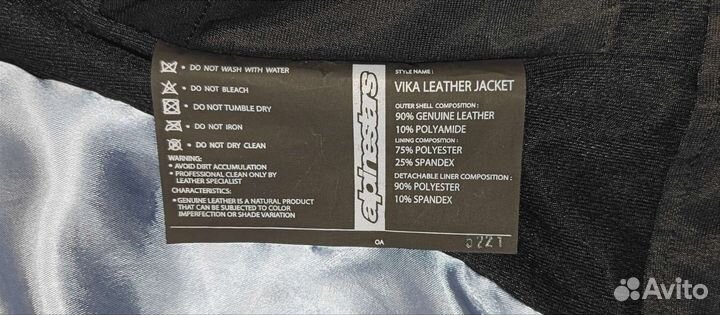 • DO NOT WASH WITH WATER
• DO NOT BLEACH
• DO NOT TUMBLE DRY
• DO NOT IRON
• DO NOT DRY CLEAN
WARNING:
• AVOID DIRT ACCUMULATION
• PROFESSIONAL CLEAN ONLY BY
LEATHER SPECIALIST
CHARACTERISTICS:
• GENUINE LEATHER IS A NATURAL PRODUCT
THAT CAN BE SUBJECTED TO COLOR
IMPERFECTION OR SHADE VARIATION
alpinestars
STYLE NAME :
VIKA LEATHER JACKET
OUTER SHELL COMPOSITION :
90% GENUINE LEATHER
10% POLYAMIDE
LINING COMPOSITION :
75% POLYESTER
25% SPANDEX
DETACHABLE LINER COMPOSITION :
90% POLYESTER
10% SPANDEX
OA
Avito